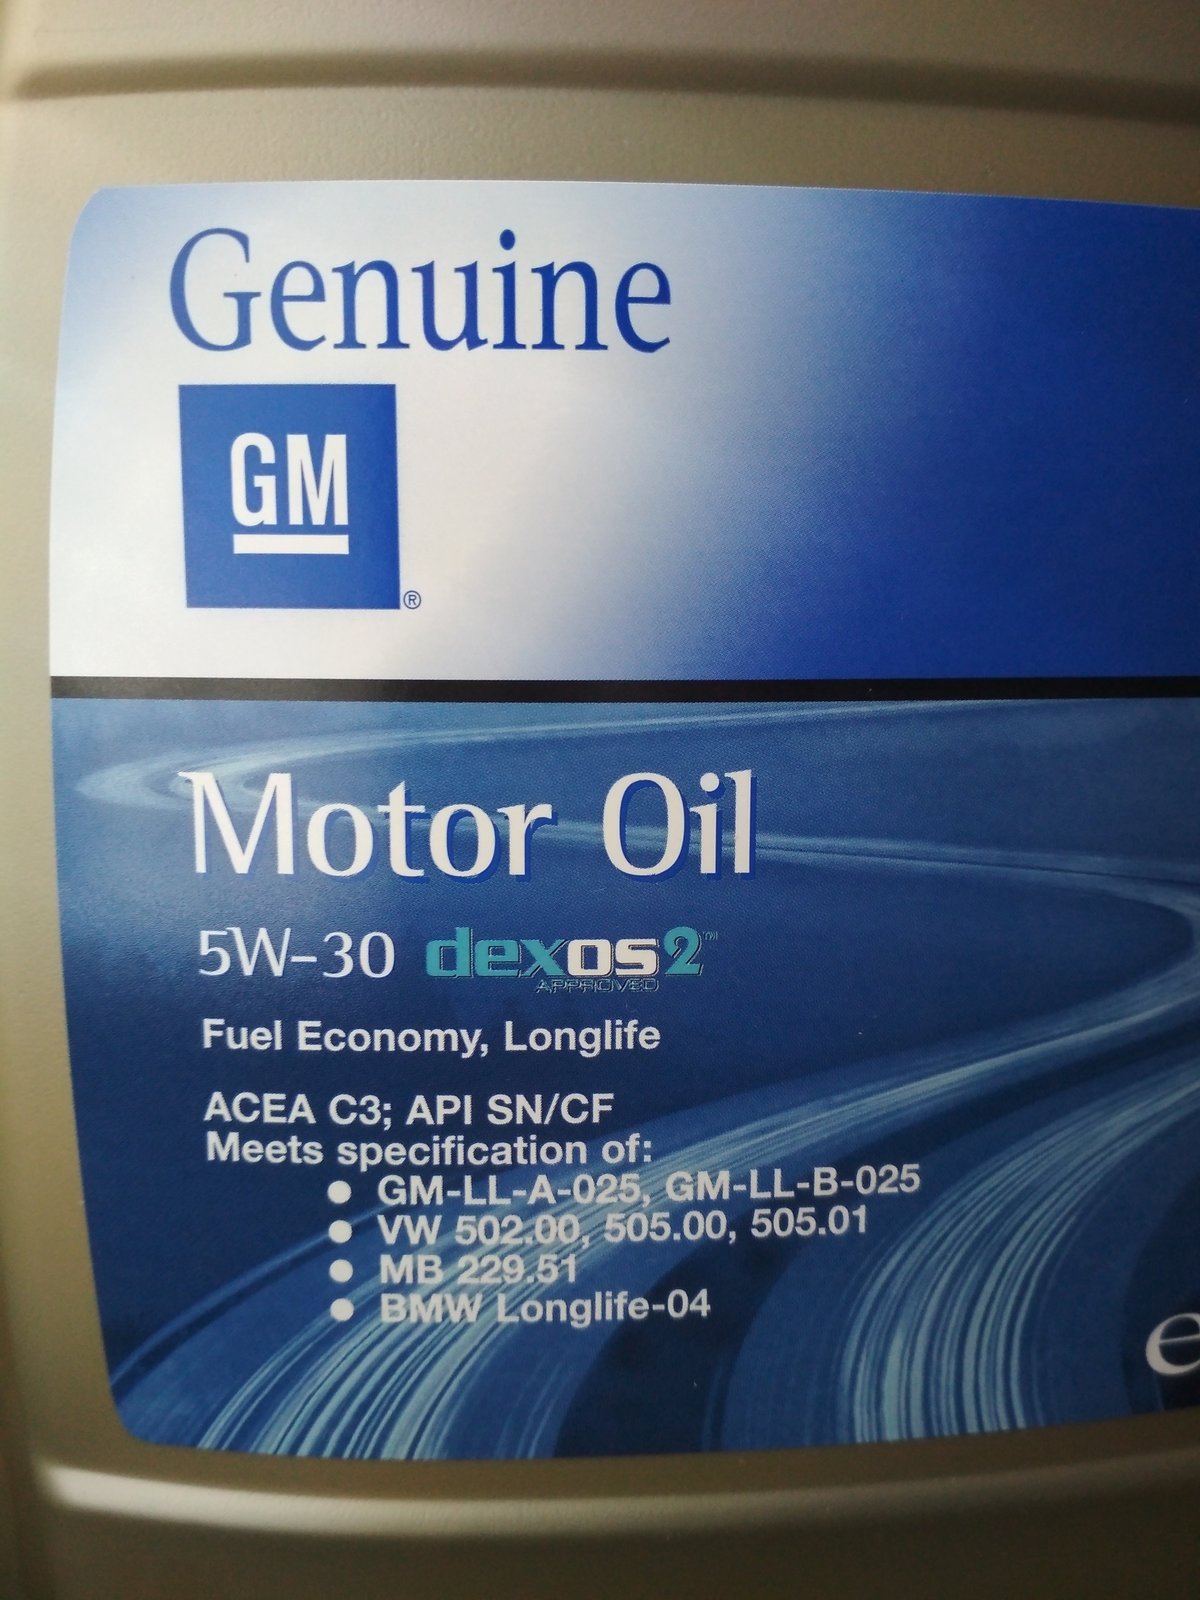 Genuine
GM
®
Motor Oil
5W-30 dexos2™
APPROVED
Fuel Economy, Longlife
ACEA C3; API SN/CF
Meets specification of:
● GM-LL-A-025, GM-LL-B-025
● VW 502.00, 505.00, 505.01
● MB 229.51
● BMW Longlife-04
e